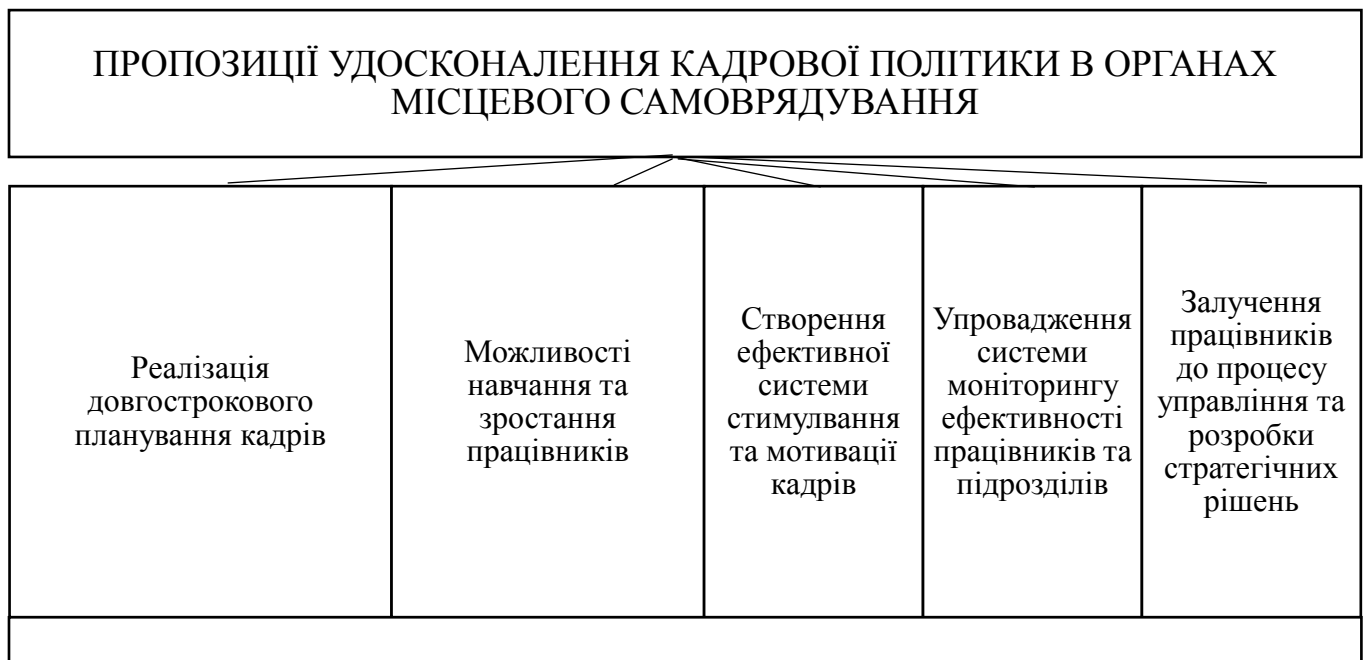 ПРОПОЗИЦІЇ УДОСКОНАЛЕННЯ КАДРОВОЇ ПОЛІТИКИ В ОРГАНАХ
МІСЦЕВОГО САМОВРЯДУВАННЯ
Реалізація
довгострокового
планування кадрів
Можливості
навчання та
зростання
працівників
Створення
ефективної
системи
стимулвання
та мотивації
кадрів
Упровадження
системи
моніторингу
ефективності
працівників та
підрозділів
Залучення
працівників
до процесу
управління та
розробки
стратегічних
рішень